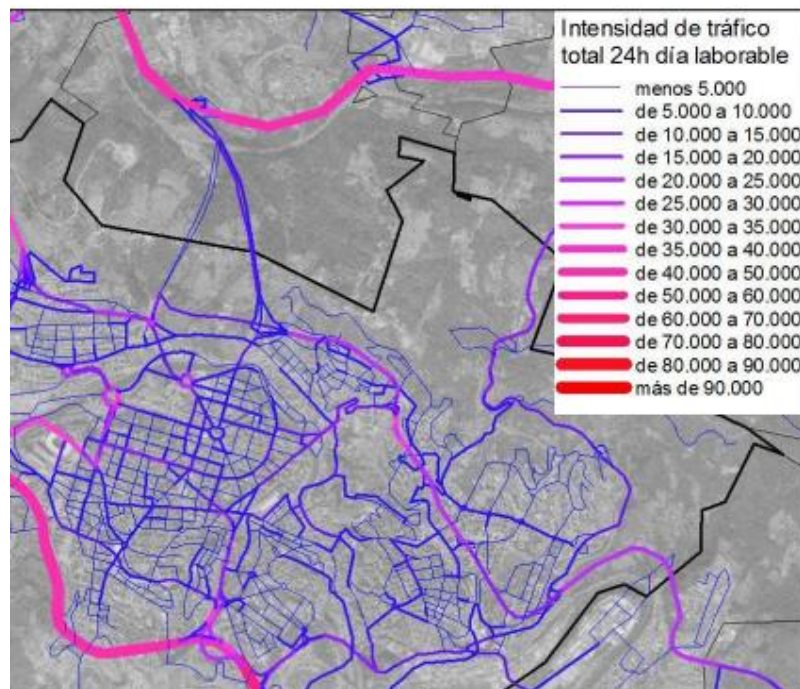 Intensidad de tráfico
total 24h día laborable
menos 5.000
de 5.000 a 10.000
de 10.000 a 15.000
de 15.000 a 20.000
de 20.000 a 25.000
de 25.000 a 30.000
de 30.000 a 35.000
de 35.000 a 40.000
de 40.000 a 50.000
de 50.000 a 60.000
de 60.000 a 70.000
de 70.000 a 80.000
de 80.000 a 90.000
más de 90.000